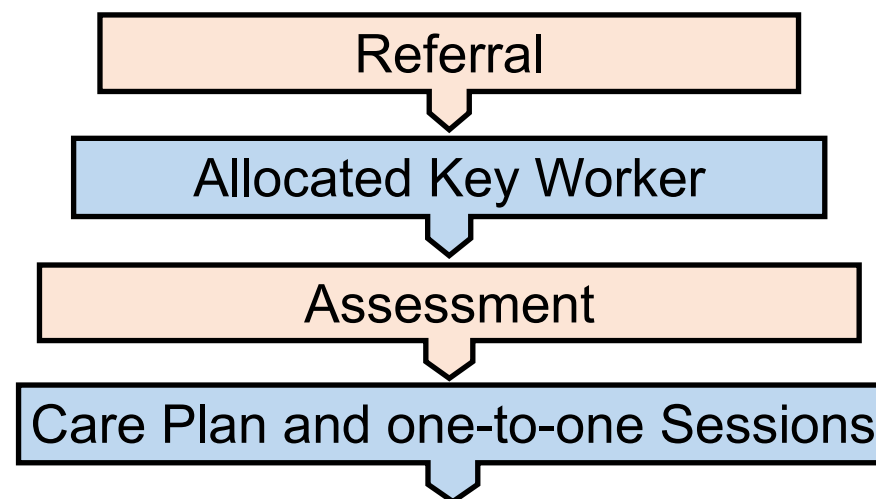 Referral
Allocated Key Worker
Assessment
Care Plan and one-to-one Sessions